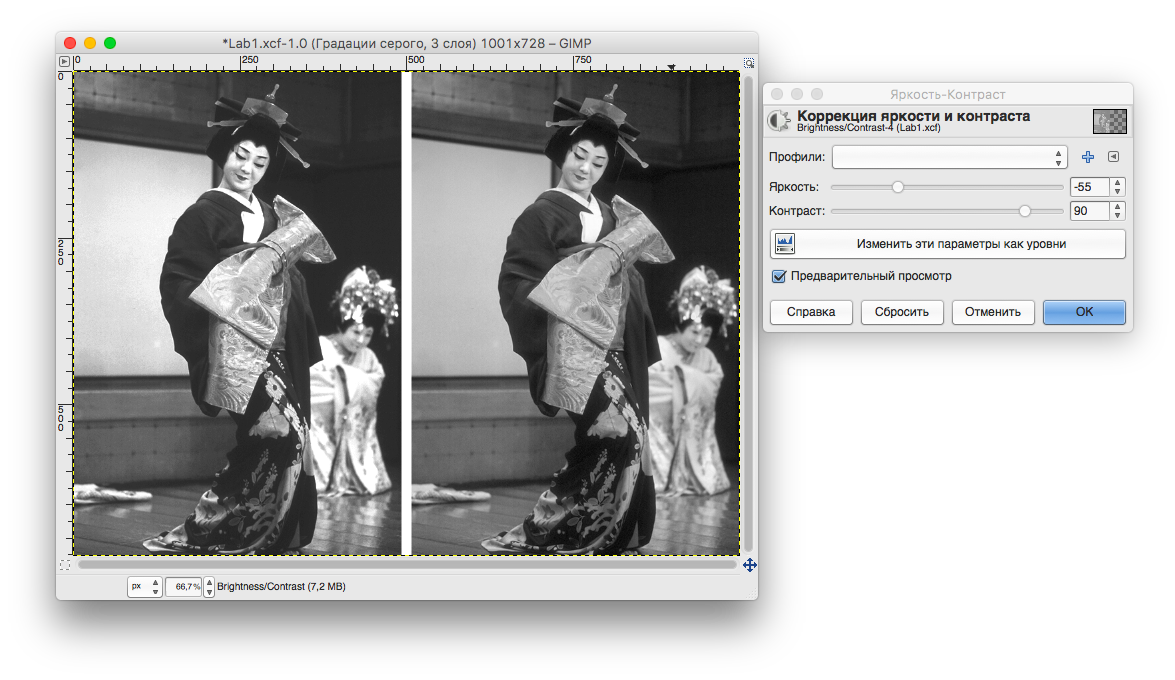 *Lab1.xcf-1.0 (Градации серого, 3 слоя) 1001x728 – GIMP
0
250
500
750
0
250
500
px
66,7%
Brightness/Contrast (7,2 MB)
Яркость-Контраст
Коррекция яркости и контраста
Brightness/Contrast-4 (Lab1.xcf)
Профили:
Яркость:
-55
Контраст:
90
Изменить эти параметры как уровни
Предварительный просмотр
Справка
Сбросить
Отменить
OK